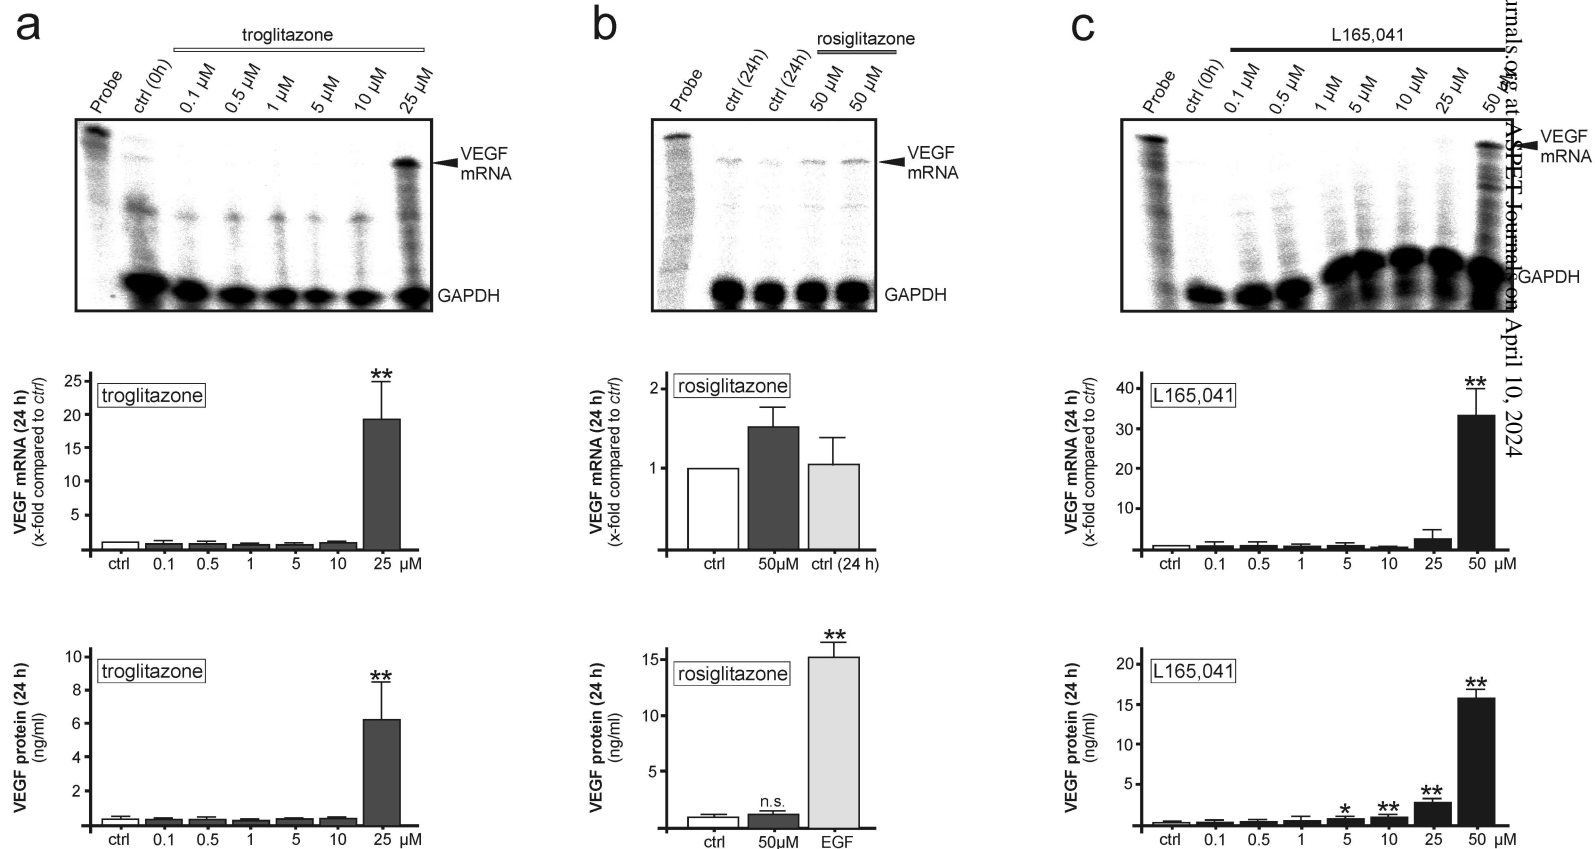 a
troglitazone
Probe
ctrl (0h)
0.1 µM
0.5 µM
1 µM
5 µM
10 µM
25 µM
VEGF
mRNA
GAPDH
b
rosiglitazone
Probe
ctrl (24h)
ctrl (24h)
50 µM
50 µM
VEGF
mRNA
GAPDH
c
L165,041
Probe
ctrl (0h)
0.1 µM
0.5 µM
1 µM
5 µM
10 µM
25 µM
50
VEGF
mRNA
GAPDH
urnals.org at ASPET Journals on April 10, 2024
VEGF mRNA (24 h)
(x-fold compared to ctrl)
25
20
15
10
5
troglitazone
**
ctrl 0.1 0.5 1 5 10 25 µM
VEGF mRNA (24 h)
(x-fold compared to ctrl)
2
1
rosiglitazone
ctrl 50µM ctrl (24 h)
VEGF mRNA (24 h)
(x-fold compared to ctrl)
40
30
20
10
L165,041
**
ctrl 0.1 0.5 1 5 10 25 50 µM
VEGF protein (24 h)
(ng/ml)
10
8
6
4
2
troglitazone
**
ctrl 0.1 0.5 1 5 10 25 µM
VEGF protein (24 h)
(ng/ml)
15
10
5
rosiglitazone
n.s.
**
ctrl 50µM EGF
VEGF protein (24 h)
(ng/ml)
20
15
10
5
L165,041
* ** ** **
ctrl 0.1 0.5 1 5 10 25 50 µM